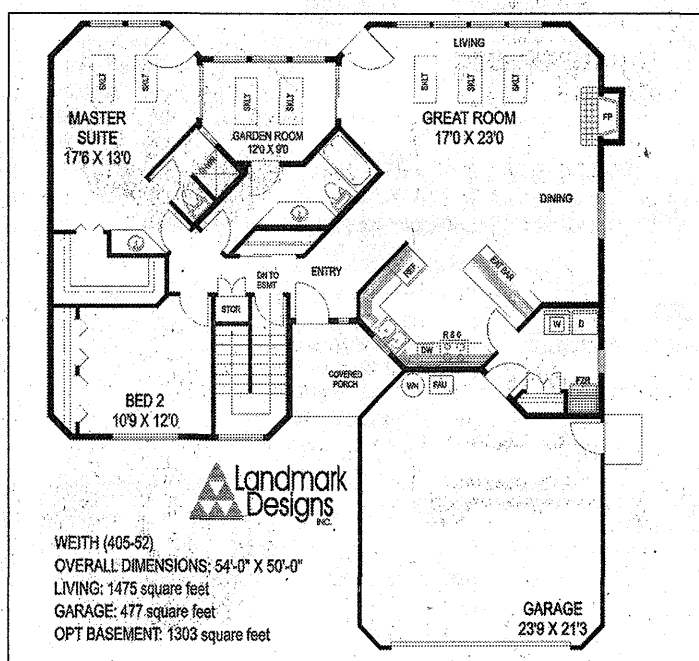 LIVING
SKLT
SKLT
SKLT
SKLT
SKLT
SKLT
SKLT
MASTER
SUITE
17'6 X 13'0
GARDEN ROOM
12'0 X 9'0
GREAT ROOM
17'0 X 23'0
FP
DINING
ENTRY
DN TO
BSMT
REF
EAT BAR
STOR
R & O
DW
W
D
COVERED
PORCH
WH
FAU
FZR
BED 2
10'9 X 12'0
Landmark
Designs
INC.
WEITH (405-52)
OVERALL DIMENSIONS: 54'-0" X 50'-0"
LIVING: 1475 square feet
GARAGE: 477 square feet
OPT BASEMENT: 1303 square feet
GARAGE
23'9 X 21'3